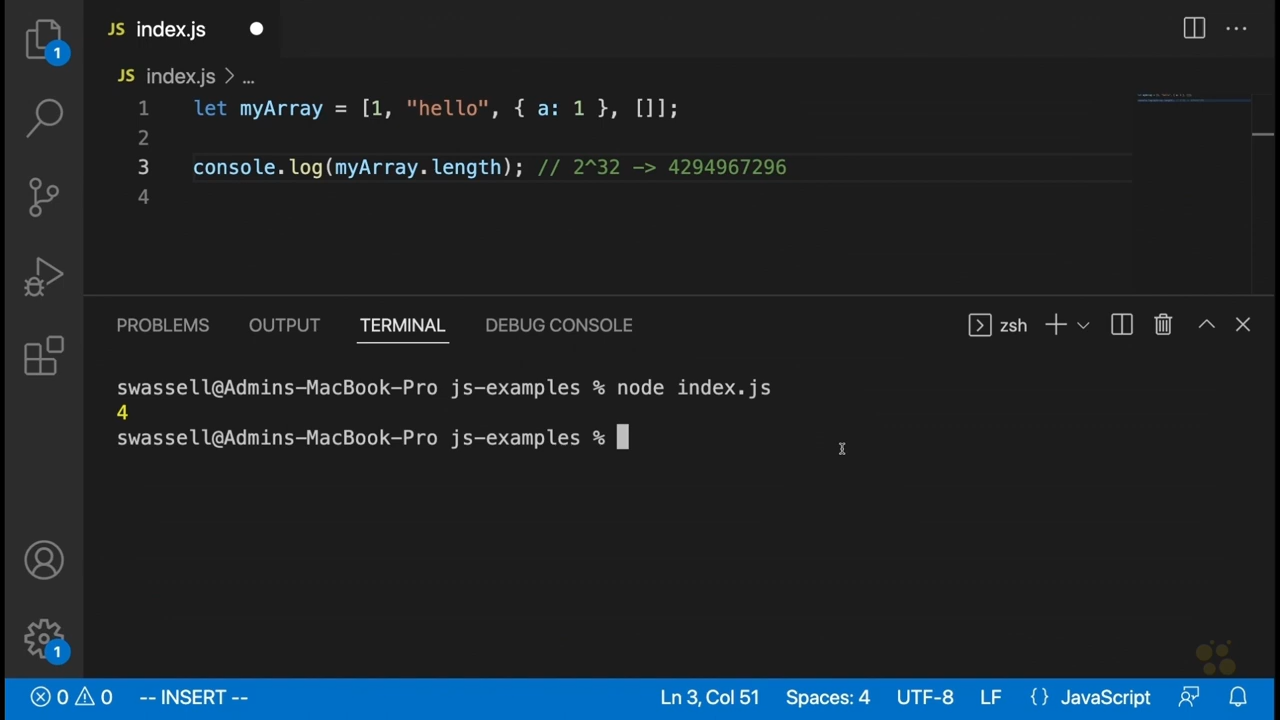 1
JS index.js
JS index.js > ...
1 let myArray = [1, "hello", { a: 1 }, []];
2
3 console.log(myArray.length); // 2^32 -> 4294967296
4
PROBLEMS OUTPUT TERMINAL DEBUG CONSOLE zsh
swassell@Admins-MacBook-Pro js-examples % node index.js
4
swassell@Admins-MacBook-Pro js-examples %
1
0 0 -- INSERT -- Ln 3, Col 51 Spaces: 4 UTF-8 LF {} JavaScript